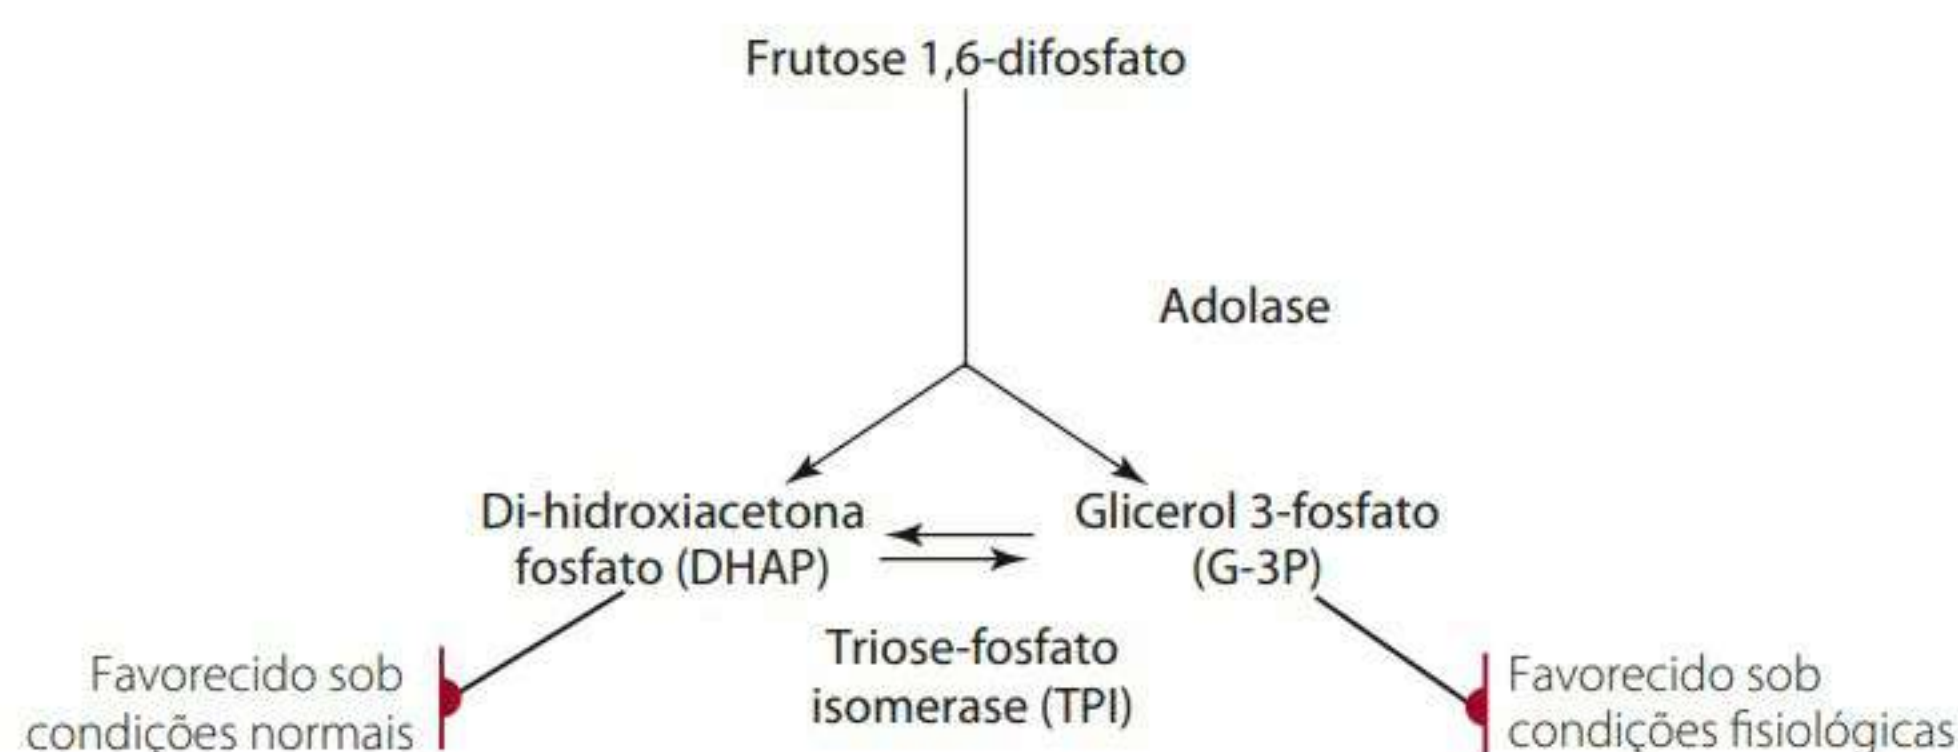 Frutose 1,6-difosfato
Adolase
Di-hidroxiacetona
fosfato (DHAP)
Glicerol 3-fosfato
(G-3P)
Triose-fosfato
isomerase (TPI)
Favorecido sob
condições normais
Favorecido sob
condições fisiológicas